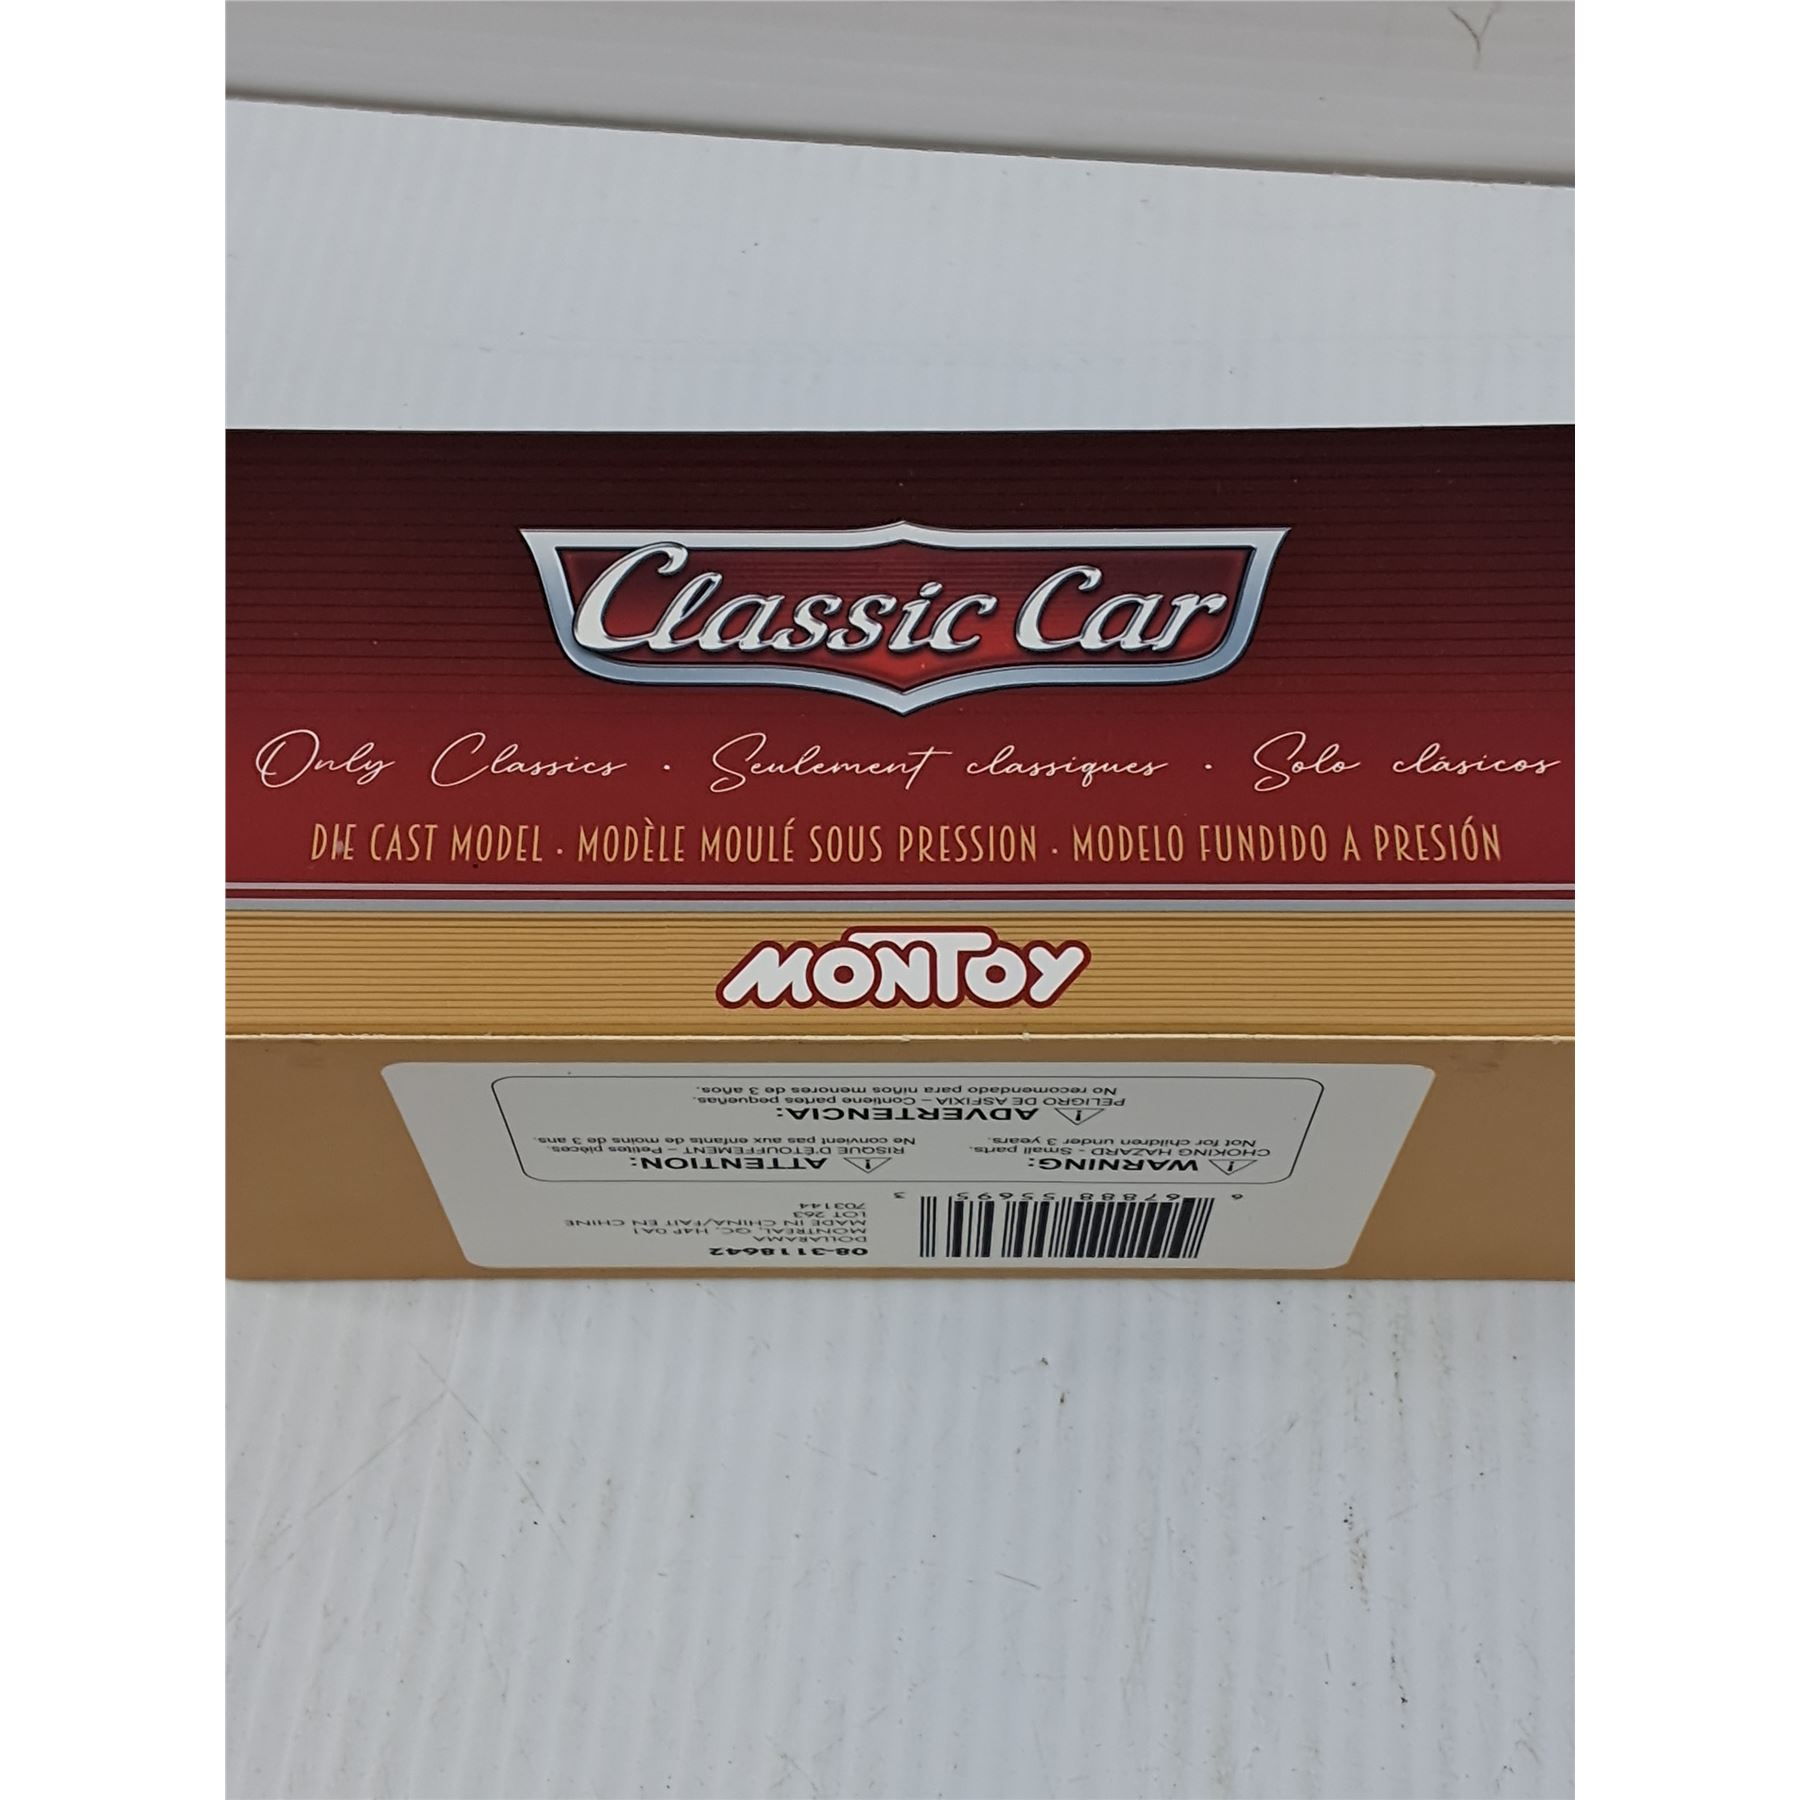 Classic Car
Only Classics · Seulement classiques · Solo clásicos
DIE CAST MODEL · MODÈLE MOULÉ SOUS PRESSION · MODELO FUNDIDO A PRESIÓN
MONTOY
08-3118642
DOLLARAMA
MONTREAL, QC, H4P 0A1
MADE IN CHINA/FAIT EN CHINE
LOT 263
703144
6 67888 55695 3
WARNING:
CHOKING HAZARD - Small parts.
Not for children under 3 years.
ATTENTION:
RISQUE D'ÉTOUFFEMENT – Petites pièces.
Ne convient pas aux enfants de moins de 3 ans.
ADVERTENCIA:
PELIGRO DE ASFIXIA – Contiene partes pequeñas.
No recomendado para niños menores de 3 años.